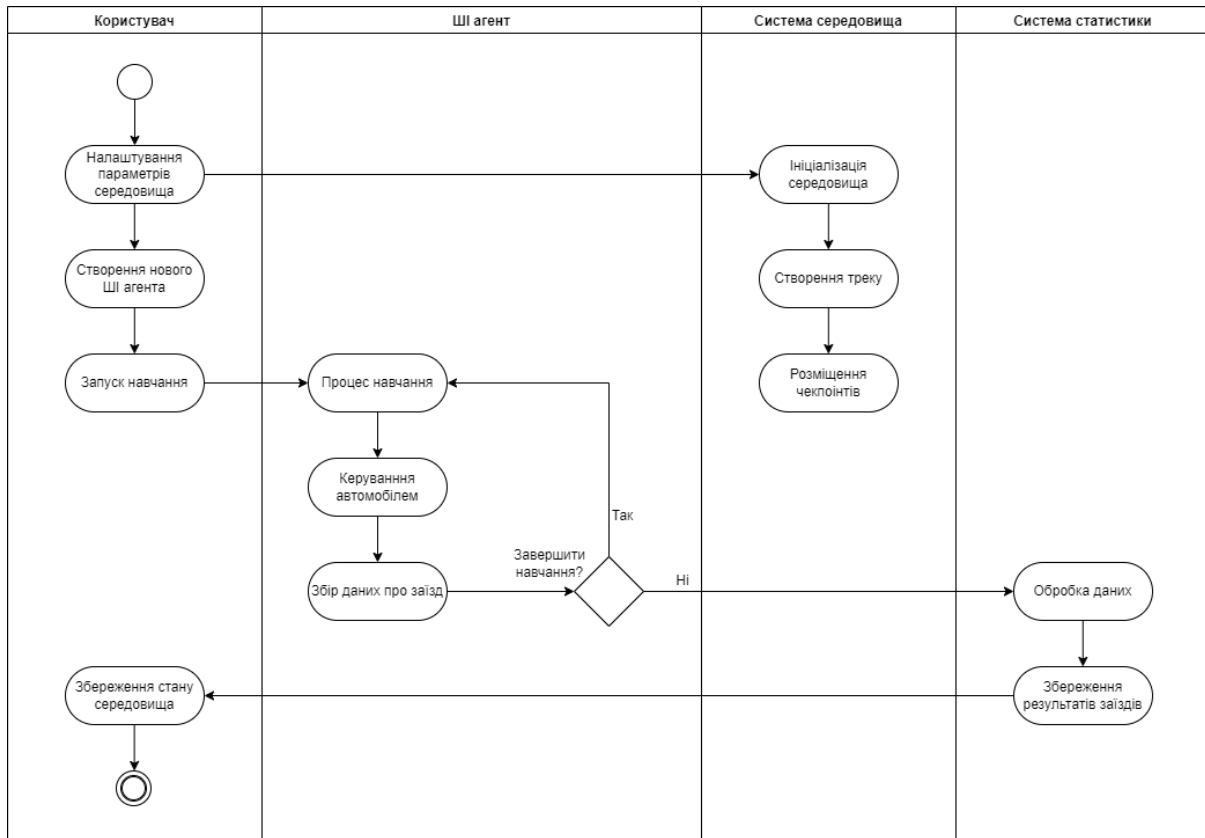 Користувач
ШІ агент
Система середовища
Система статистики
Налаштування
параметрів
середовища
Ініціалізація
середовища
Створення нового
ШІ агента
Створення треку
Запуск навчання
Процес навчання
Розміщення
чекпоінтів
Керуванння
автомобілем
Так
Завершити
навчання?
Ні
Збір даних про заїзд
Обробка даних
Збереження стану
середовища
Збереження
результатів заїздів